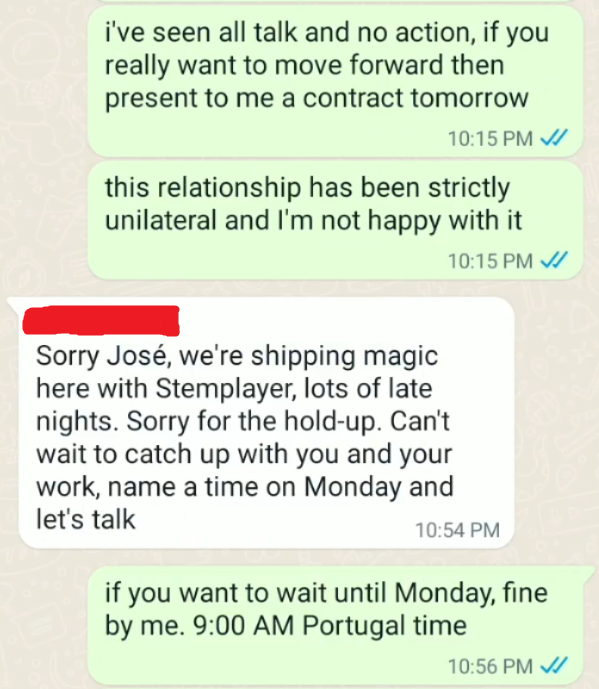 i've seen all talk and no action, if you
really want to move forward then
present to me a contract tomorrow
10:15 PM
this relationship has been strictly
unilateral and I'm not happy with it
10:15 PM
Sorry José, we're shipping magic
here with Stemplayer, lots of late
nights. Sorry for the hold-up. Can't
wait to catch up with you and your
work, name a time on Monday and
let's talk
10:54 PM
if you want to wait until Monday, fine
by me. 9:00 AM Portugal time
10:56 PM